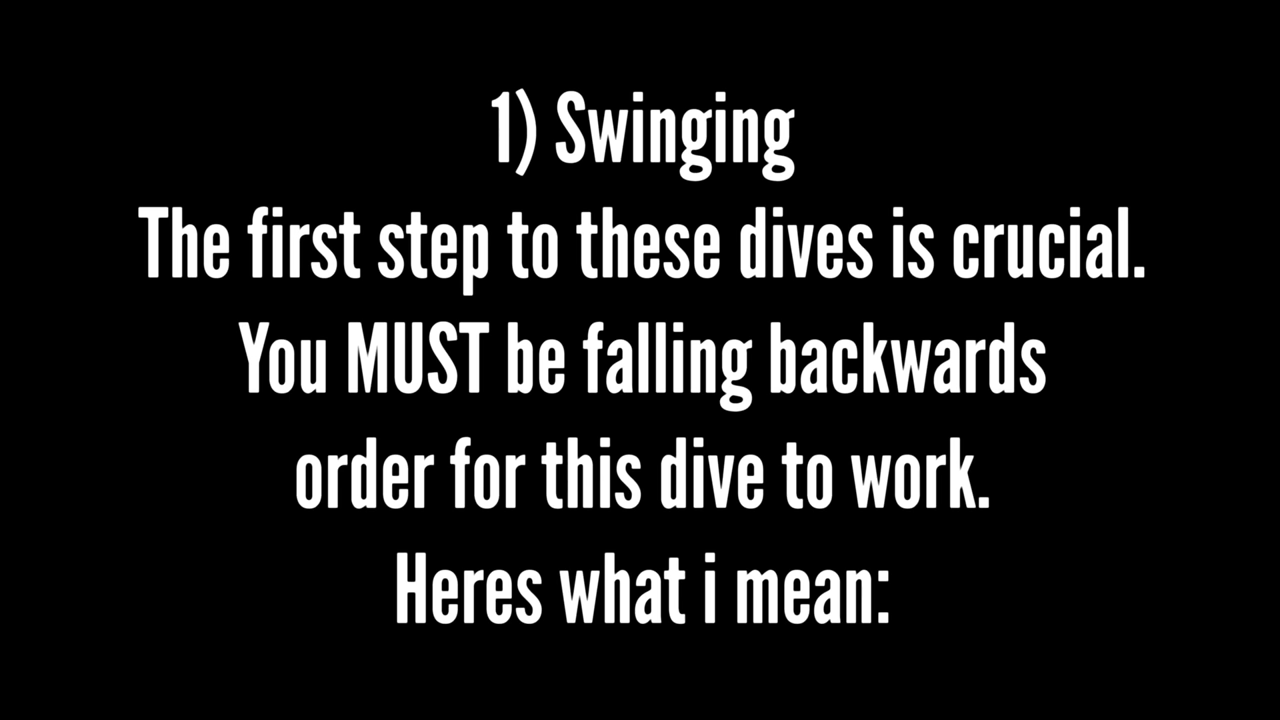 1) Swinging
The first step to these dives is crucial.
You MUST be falling backwards
order for this dive to work.
Heres what i mean: